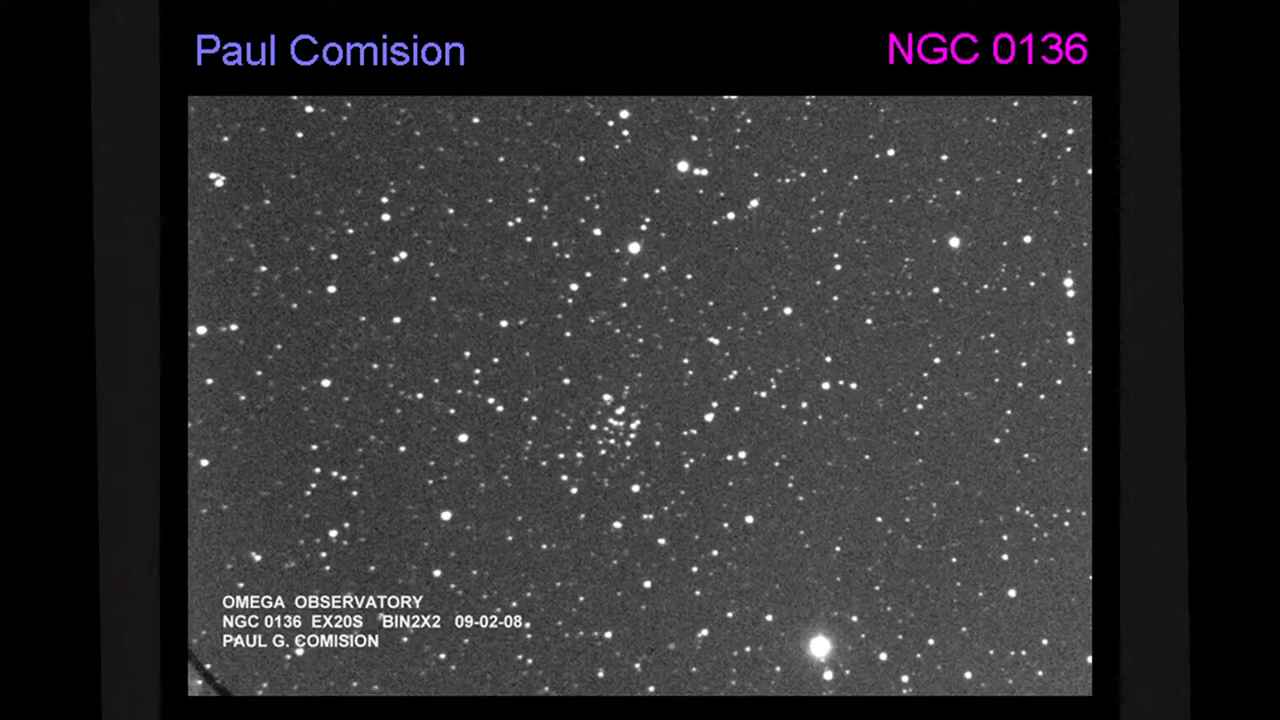 Paul Comision
NGC 0136
OMEGA OBSERVATORY
NGC 0136 EX20S BIN2X2 09-02-08
PAUL G. COMISION